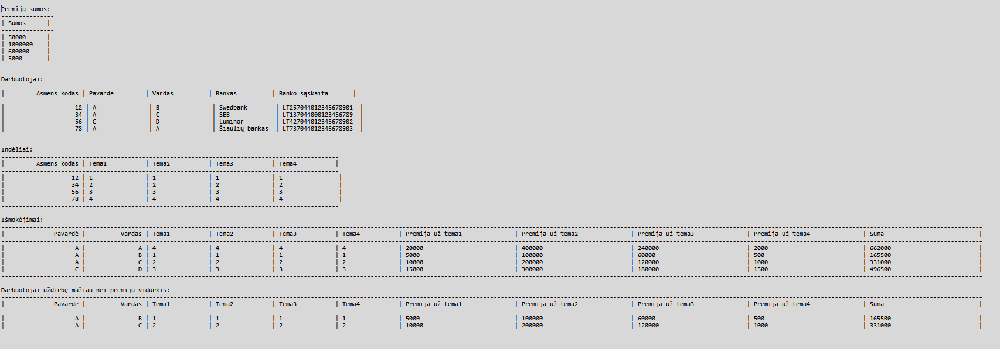 Premijų sumos:
---------------
| Sumos      |
---------------
| 50000      |
| 1000000    |
| 600000     |
| 5000       |
---------------
Darbuotojai:
----------------------------------------------------------------------------------------------------
|         Asmens kodas | Pavardė         | Vardas          | Bankas          | Banko sąskaita       |
----------------------------------------------------------------------------------------------------
|                    12 | A               | B               | Swedbank        | LT257044012345678901  |
|                    34 | A               | C               | SEB             | LT137044000123456789  |
|                    56 | C               | D               | Luminor         | LT427044012345678902  |
|                    78 | A               | A               | Šiaulių bankas  | LT737044012345678903  |
----------------------------------------------------------------------------------------------------
Indėliai:
------------------------------------------------------------------------------------------------
|         Asmens kodas | Tema1           | Tema2           | Tema3           | Tema4           |
------------------------------------------------------------------------------------------------
|                   12 | 1               | 1               | 1               | 1                |
|                   34 | 2               | 2               | 2               | 2                |
|                   56 | 3               | 3               | 3               | 3                |
|                   78 | 4               | 4               | 4               | 4                |
------------------------------------------------------------------------------------------------
Išmokėjimai:
| Pavardė | Vardas | Tema1 | Tema2 | Tema3 | Tema4 | Premija už tema1 | Premija už tema2 | Premija už tema3 | Premija už tema4 | Suma |
| A | A | 4 | 4 | 4 | 4 | 20000 | 400000 | 240000 | 2000 | 662000 |
| A | B | 1 | 1 | 1 | 1 | 5000 | 100000 | 60000 | 500 | 165500 |
| A | C | 2 | 2 | 2 | 2 | 10000 | 200000 | 120000 | 1000 | 331000 |
| C | D | 3 | 3 | 3 | 3 | 15000 | 300000 | 180000 | 1500 | 496500 |
Darbuotojai uždirbę mažiau nei premijų vidurkis:
| Pavardė | Vardas | Tema1 | Tema2 | Tema3 | Tema4 | Premija už tema1 | Premija už tema2 | Premija už tema3 | Premija už tema4 | Suma |
| A | B | 1 | 1 | 1 | 1 | 5000 | 100000 | 60000 | 500 | 165500 |
| A | C | 2 | 2 | 2 | 2 | 10000 | 200000 | 120000 | 1000 | 331000 |